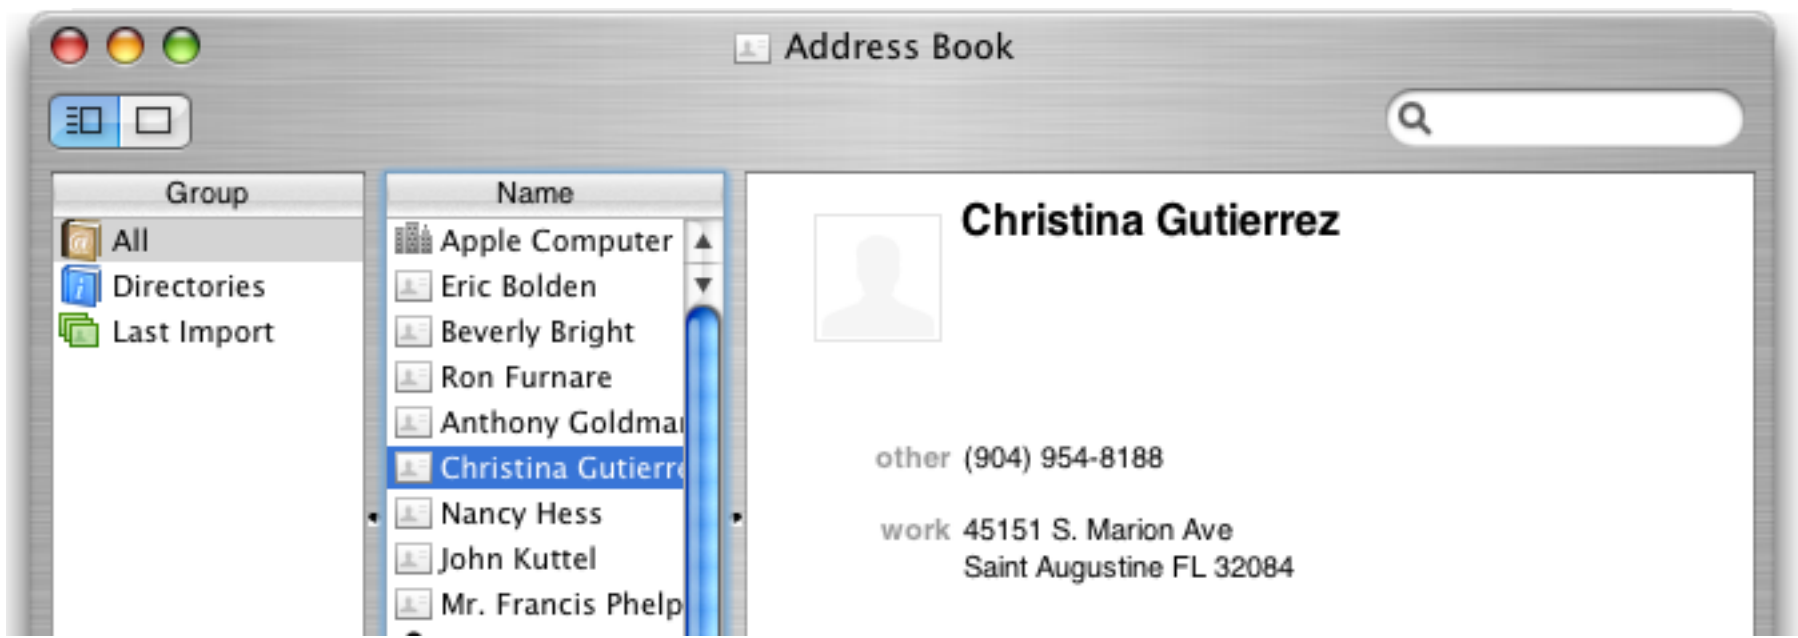 Address Book
Group
All
Directories
Last Import
Name
Apple Computer
Eric Bolden
Beverly Bright
Ron Furnare
Anthony Goldma
Christina Gutierre
Nancy Hess
John Kuttel
Mr. Francis Phelp
Christina Gutierrez
other (904) 954-8188
work 45151 S. Marion Ave
Saint Augustine FL 32084